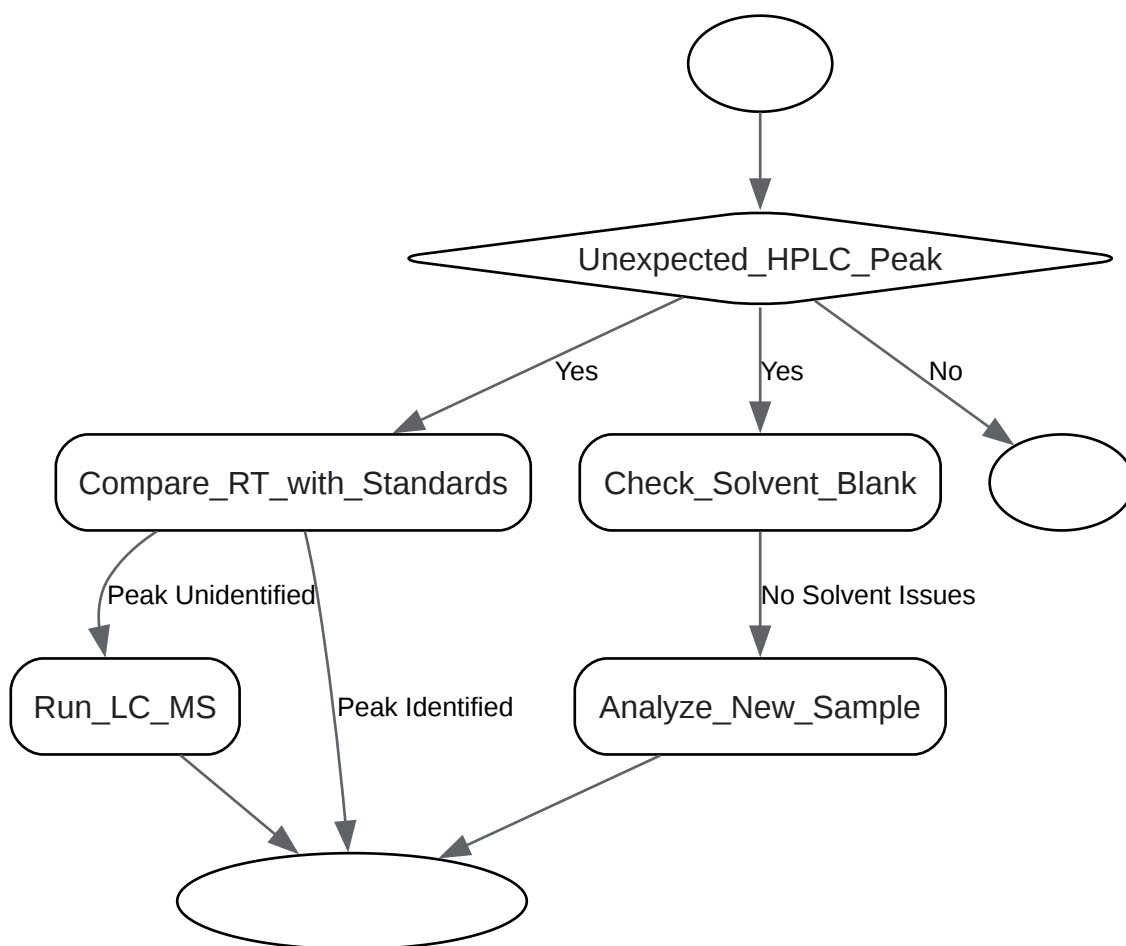 Unexpected_HPLC_Peak
Yes
Yes
No
Compare_RT_with_Standards
Check_Solvent_Blank
Peak Unidentified
No Solvent Issues
Run_LC_MS
Peak Identified
Analyze_New_Sample